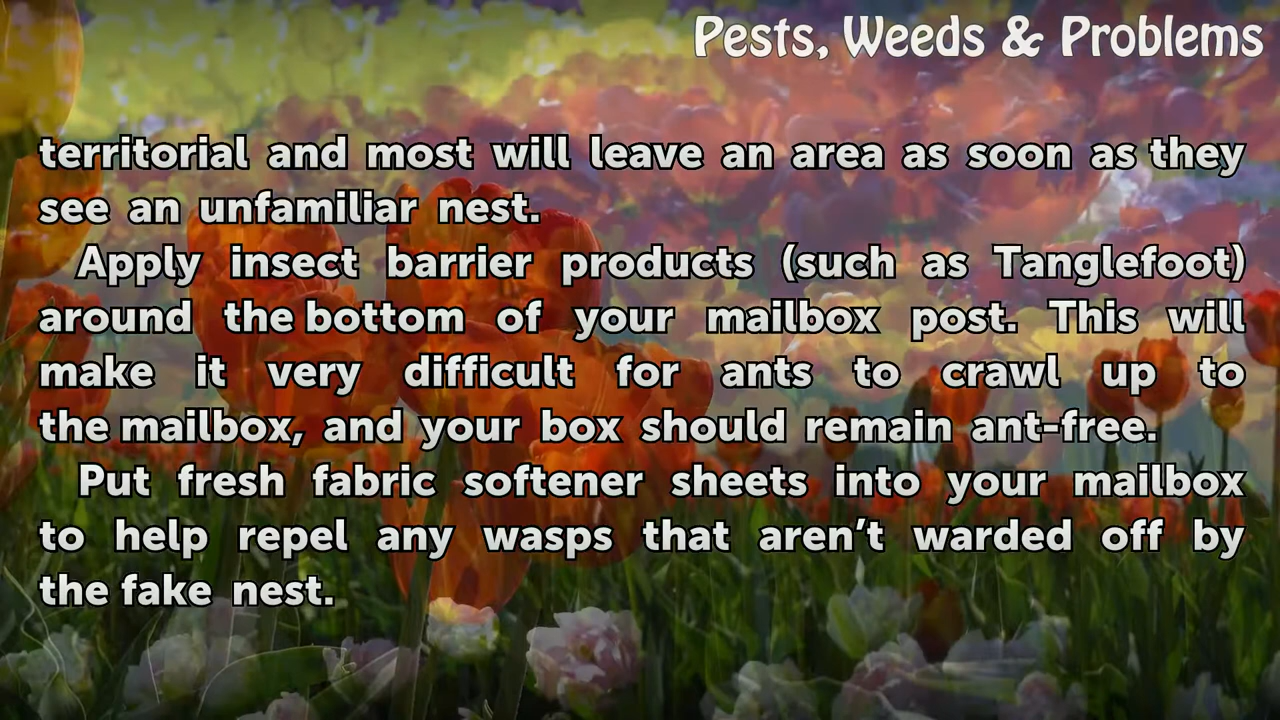 Pests, Weeds & Problems
territorial and most will leave an area as soon as they
see an unfamiliar nest.
Apply insect barrier products (such as Tanglefoot)
around the bottom of your mailbox post. This will
make it very difficult for ants to crawl up to
the mailbox, and your box should remain ant-free.
Put fresh fabric softener sheets into your mailbox
to help repel any wasps that aren’t warded off by
the fake nest.